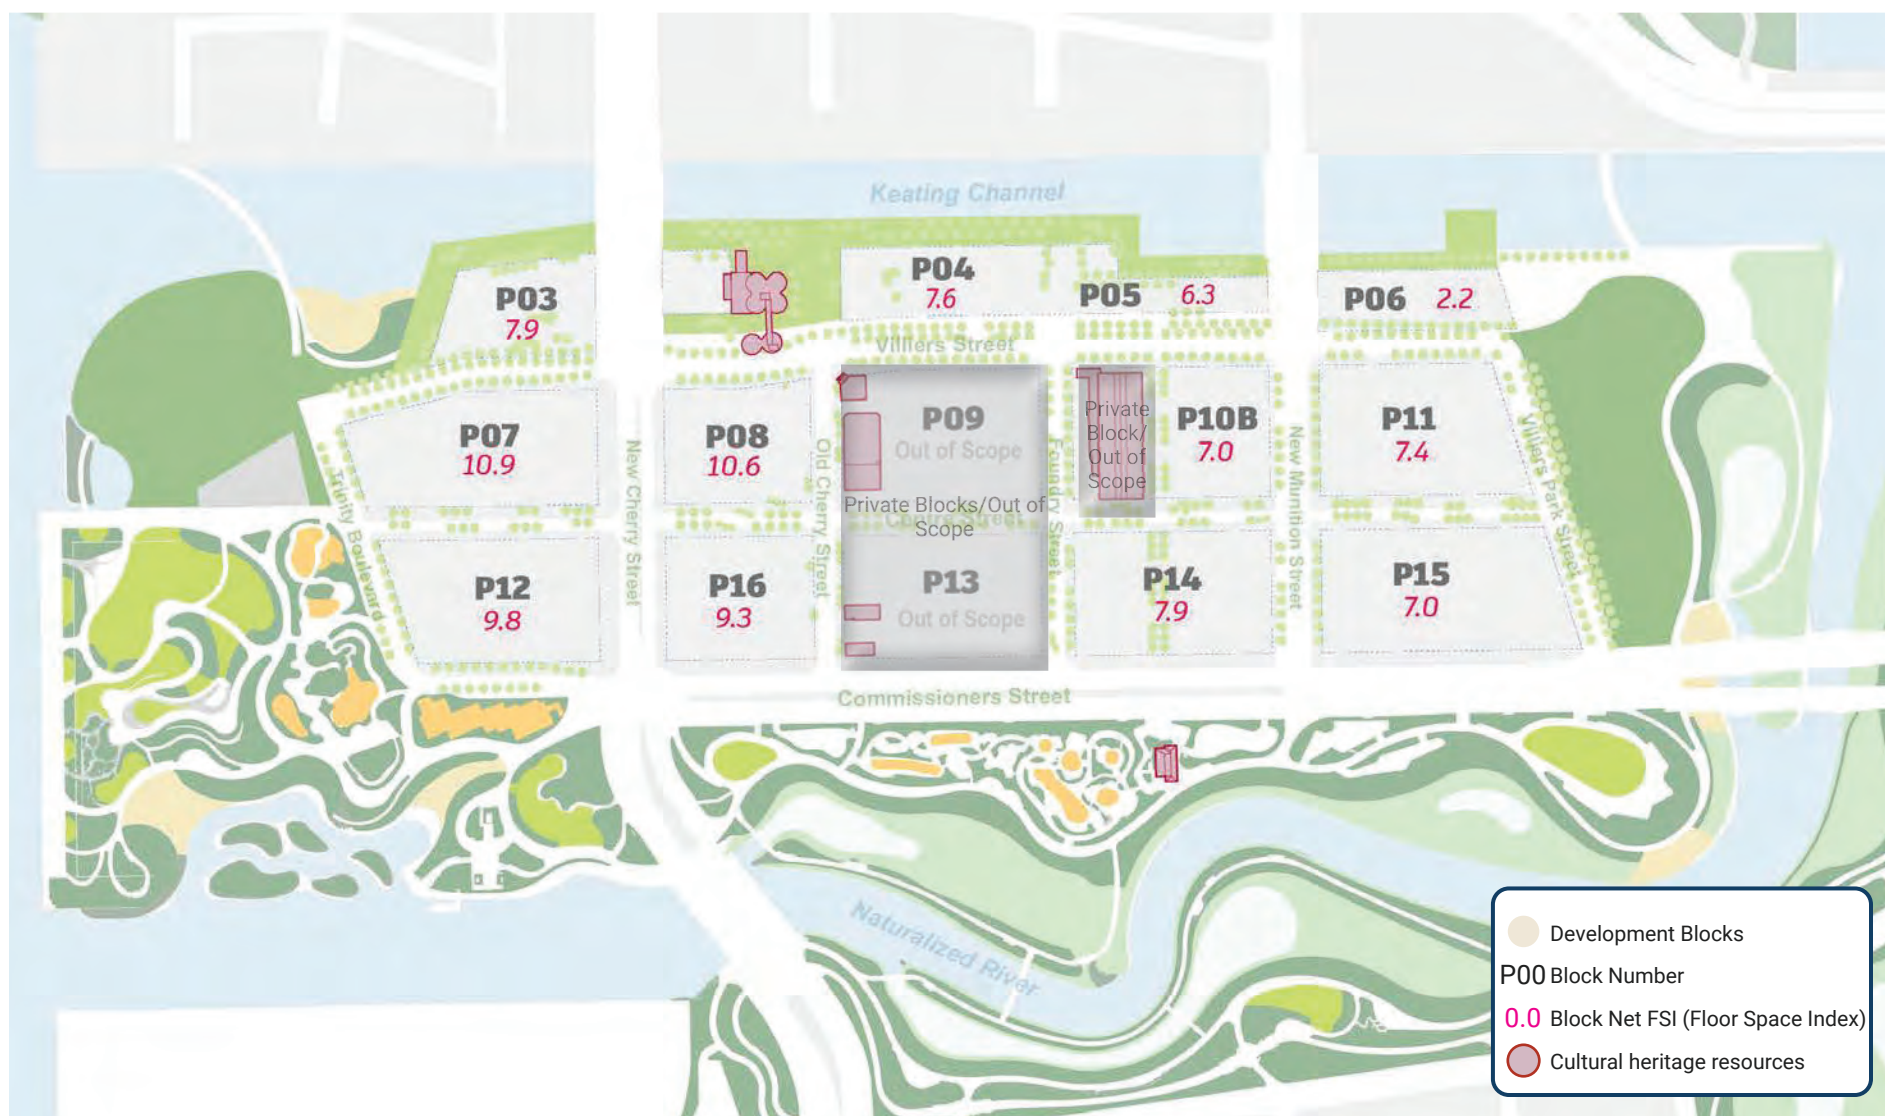 Keating Channel
P03
7.9
P04
7.6
P05
6.3
P06
2.2
Villiers Street
P07
10.9
P08
10.6
P09
Out of Scope
Private
Block/
Out of
Scope
P10B
7.0
P11
7.4
Trinity Boulevard
New Cherry Street
Old Cherry Street
Private Blocks/Out of
Scope
Centre Street
Foundry Street
New Munition Street
Villiers Park Street
P12
9.8
P16
9.3
P13
Out of Scope
P14
7.9
P15
7.0
Commissioners Street
Naturalized River
Development Blocks
P00 Block Number
0.0 Block Net FSI (Floor Space Index)
Cultural heritage resources